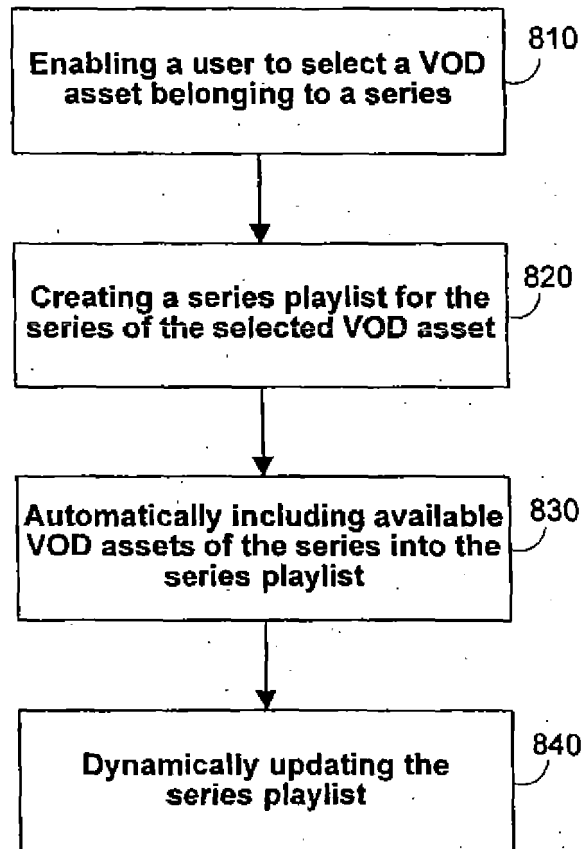 810
Enabling a user to select a VOD
asset belonging to a series
820
Creating a series playlist for the
series of the selected VOD asset
830
Automatically including available
VOD assets of the series into the
series playlist
840
Dynamically updating the
series playlist